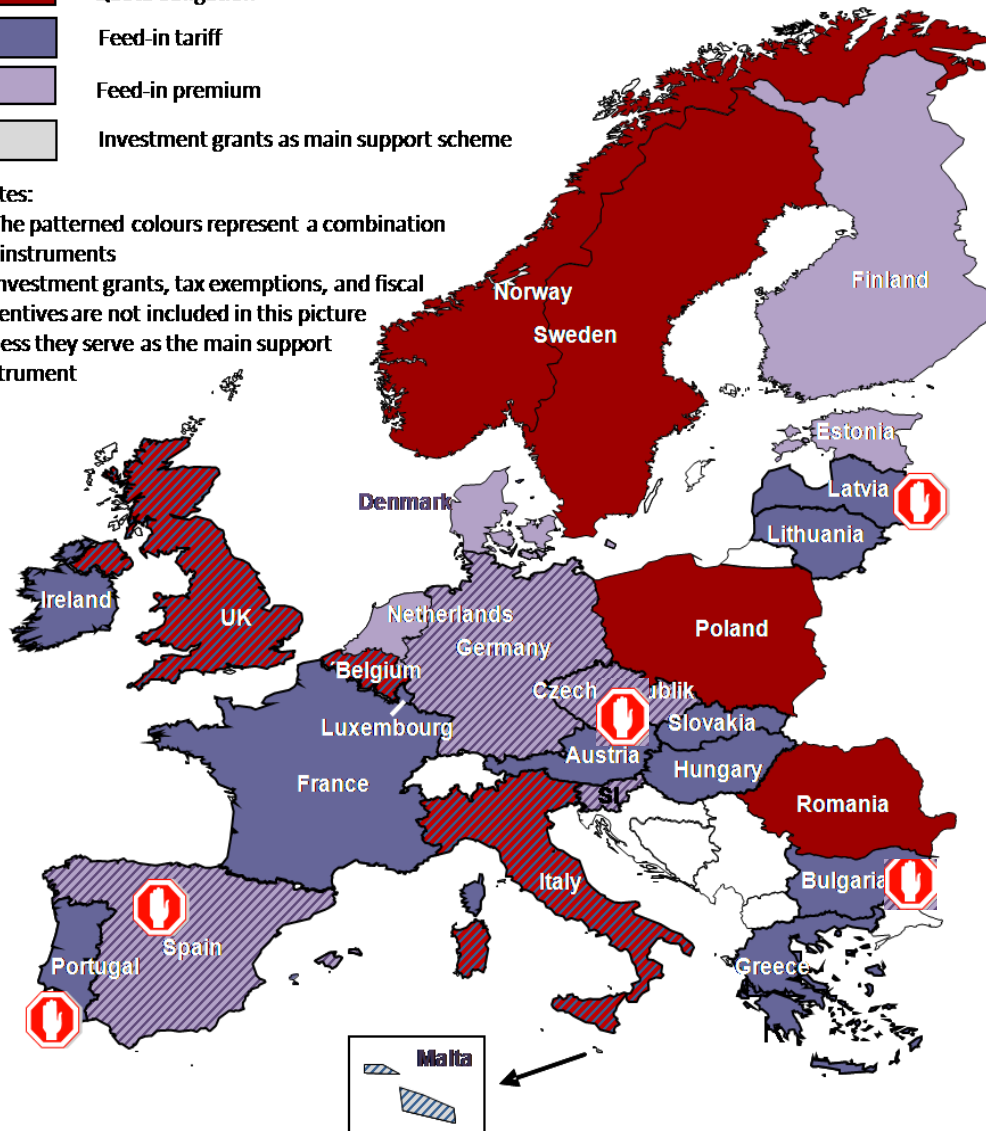 Feed-in tariff
Feed-in premium
Investment grants as main support scheme
tes:
he patterned colours represent a combination
instruments
nvestment grants, tax exemptions, and fiscal
entives are not included in this picture
ess they serve as the main support
trument
Norway
Sweden
Finland
Estonia
Latvia
Lithuania
Denmark
Ireland
UK
Netherlands
Germany
Belgium
Poland
Czech ublik
Luxembourg
Slovakia
Austria
Hungary
France
SI
Romania
Italy
Bulgaria
Spain
Portugal
Greece
Malta